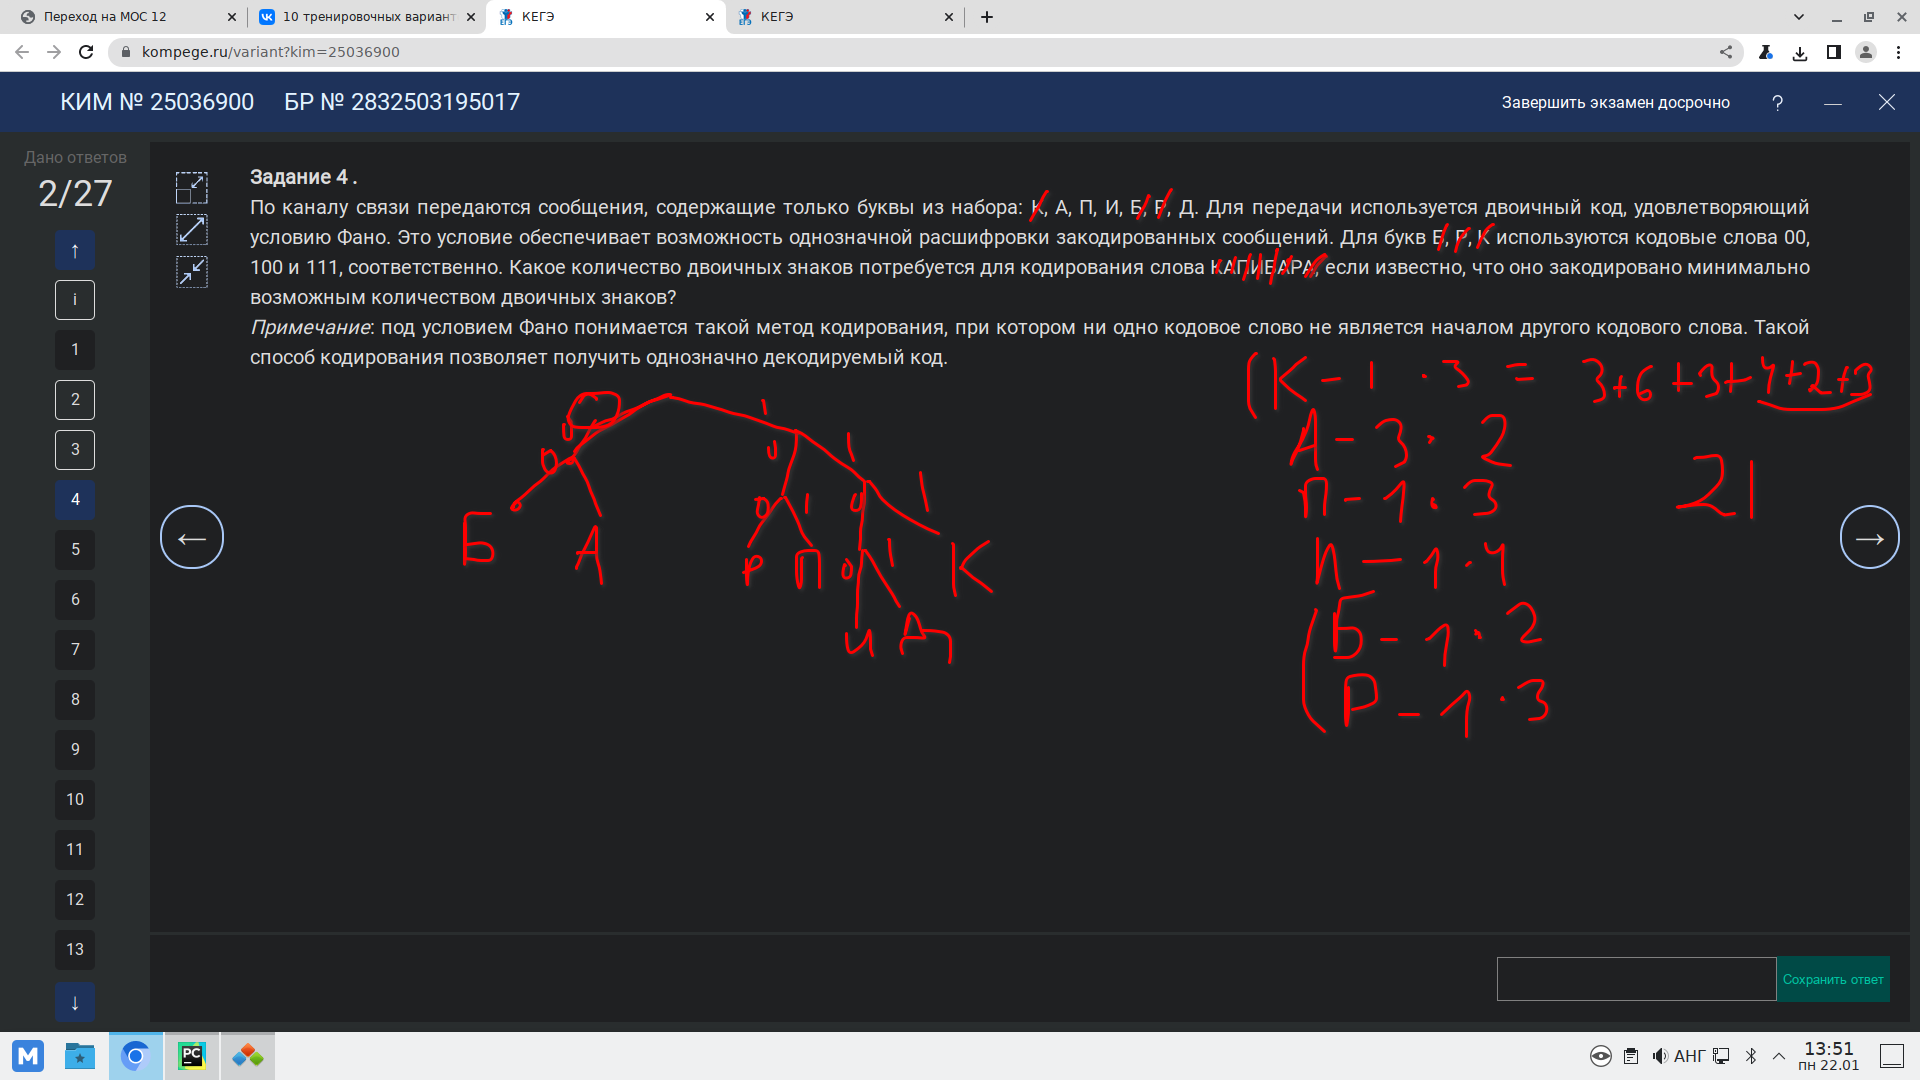 Переход на МОС 12
10 тренировочных вариант
КЕГЭ
КЕГЭ
kompege.ru/variant?kim=25036900
КИМ № 25036900 БР № 2832503195017
Завершить экзамен досрочно
?
Дано ответов
2/27
↑
i
1
2
3
4
5
6
7
8
9
10
11
12
13
↓
Задание 4 .
По каналу связи передаются сообщения, содержащие только буквы из набора: К, А, П, И, Б, Р, Д. Для передачи используется двоичный код, удовлетворяющий
условию Фано. Это условие обеспечивает возможность однозначной расшифровки закодированных сообщений. Для букв Б, Р, К используются кодовые слова 00,
100 и 111, соответственно. Какое количество двоичных знаков потребуется для кодирования слова КАПИБАРА, если известно, что оно закодировано минимально
возможным количеством двоичных знаков?
Примечание: под условием Фано понимается такой метод кодирования, при котором ни одно кодовое слово не является началом другого кодового слова. Такой
способ кодирования позволяет получить однозначно декодируемый код.
0 1
0 0 1
0 1 0 1
Б А Р П 0 1 К
И Д
(К - 1 · 3 = 3+6+3+4+2+3
А - 3 · 2
П - 1 · 3
21
И - 1 · 4
(Б - 1 · 2
Р - 1 · 3
←
→
Сохранить ответ
M
PC
АНГ
13:51
пн 22.01